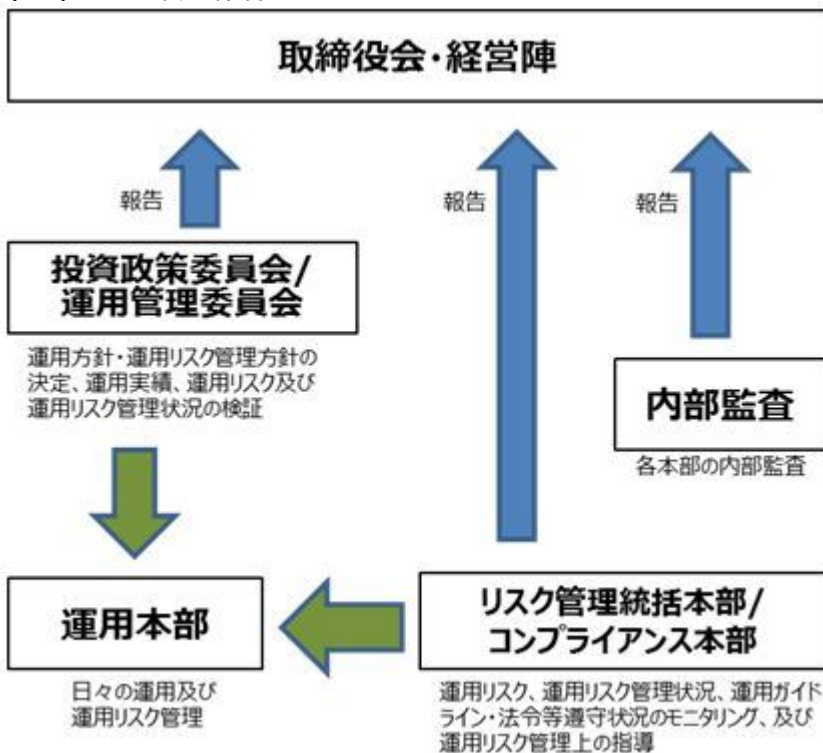 取締役会・経営陣
報告
報告
報告
投資政策委員会/
運用管理委員会
運用方針・運用リスク管理方針の
決定、運用実績、運用リスク及び
運用リスク管理状況の検証
内部監査
各本部の内部監査
運用本部
日々の運用及び
運用リスク管理
リスク管理統括本部/
コンプライアンス本部
運用リスク、運用リスク管理状況、運用ガイド
ライン・法令等遵守状況のモニタリング、及び
運用リスク管理上の指導